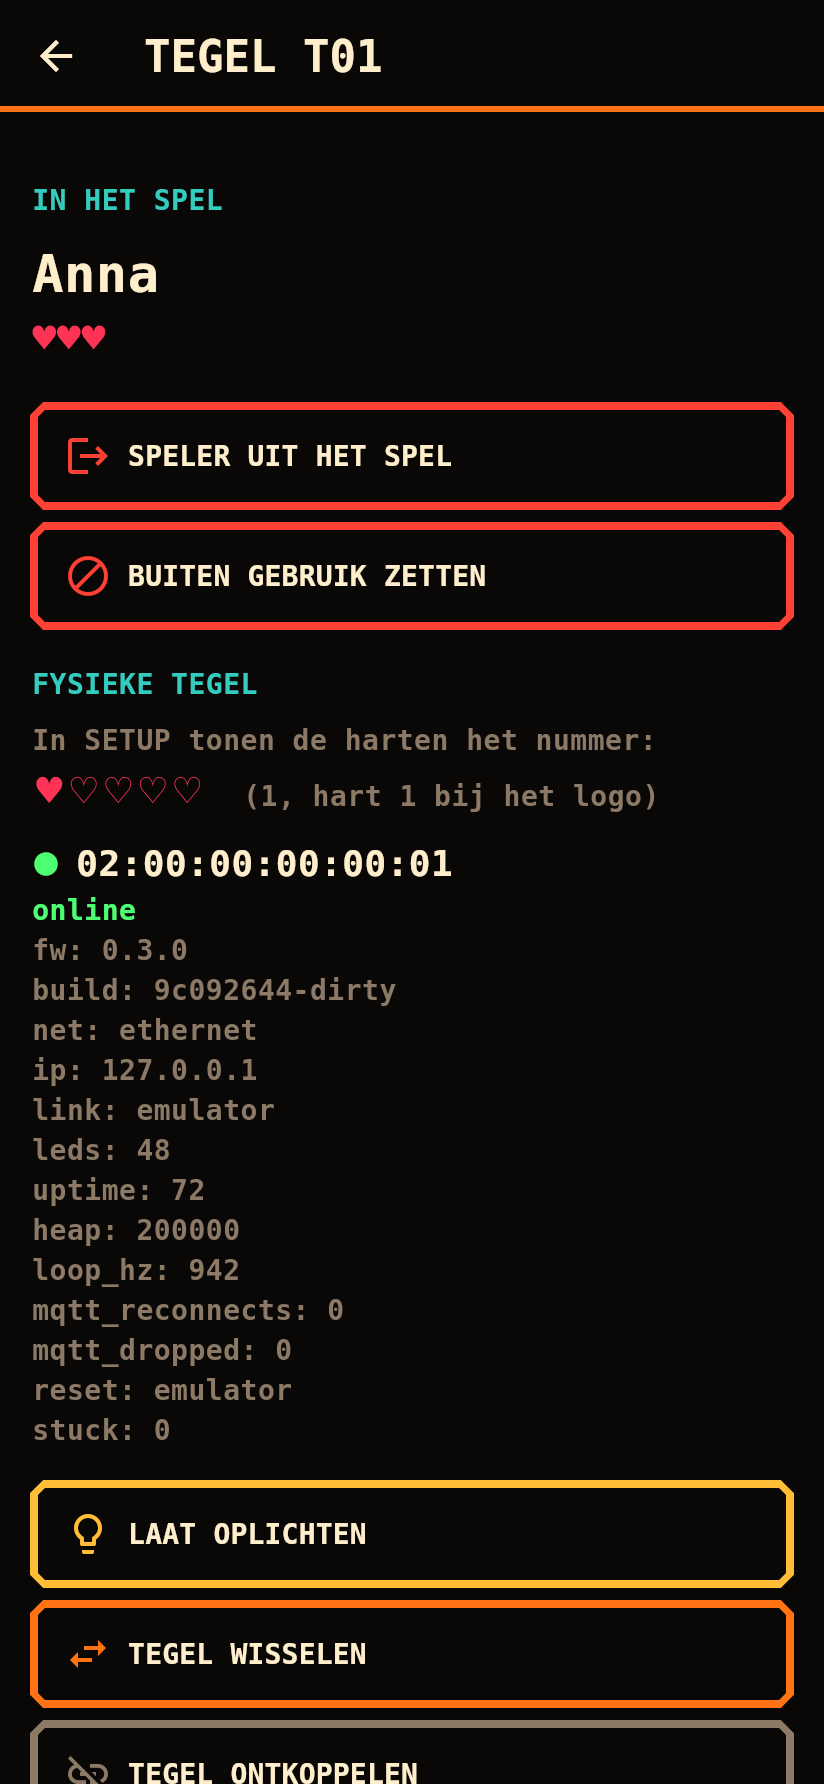 TEGEL T01
IN HET SPEL
Anna
♥♥♥
SPELER UIT HET SPEL
BUITEN GEBRUIK ZETTEN
FYSIEKE TEGEL
In SETUP tonen de harten het nummer:
♥♡♡♡♡ (1, hart 1 bij het logo)
02:00:00:00:00:01
online
fw: 0.3.0
build: 9c092644-dirty
net: ethernet
ip: 127.0.0.1
link: emulator
leds: 48
uptime: 72
heap: 200000
loop_hz: 942
mqtt_reconnects: 0
mqtt_dropped: 0
reset: emulator
stuck: 0
LAAT OPLICHTEN
TEGEL WISSELEN
TEGEL ONTKOPPELEN